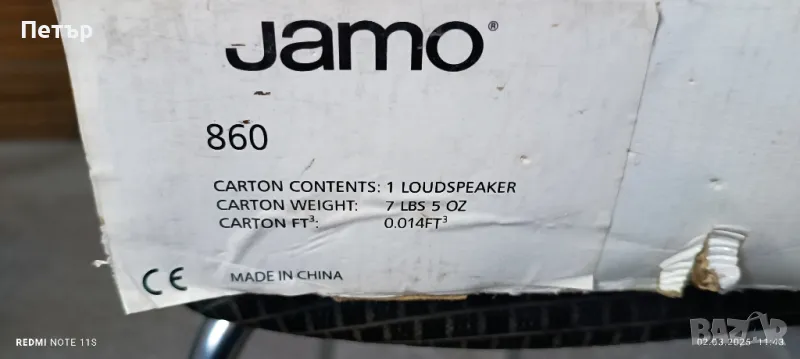 Петър
Jamo®
860
CARTON CONTENTS: 1 LOUDSPEAKER
CARTON WEIGHT: 7 LBS 5 OZ
CARTON FT³: 0.014FT³
CE MADE IN CHINA
REDMI NOTE 11S
BAZAR
02.03.2025 11:43